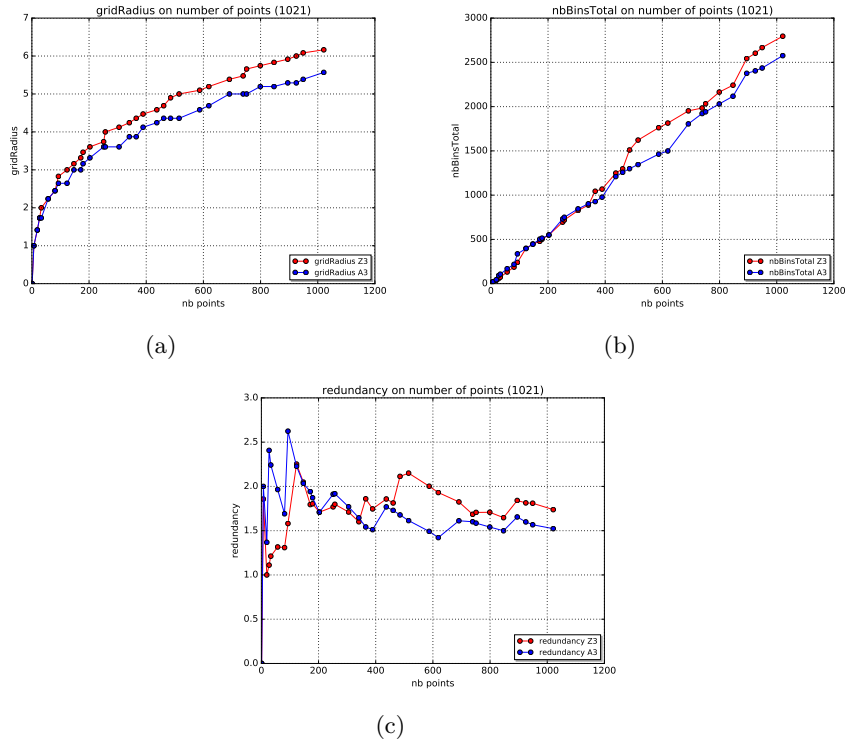 gridRadius on number of points (1021)
7
6
5
4
3
2
1
0
gridRadius
gridRadius Z3
gridRadius A3
0 200 400 600 800 1000 1200
nb points
(a)
nbBinsTotal on number of points (1021)
3000
2500
2000
1500
1000
500
0
nbBinsTotal
nbBinsTotal Z3
nbBinsTotal A3
0 200 400 600 800 1000 1200
nb points
(b)
redundancy on number of points (1021)
3.0
2.5
2.0
1.5
1.0
0.5
0.0
redundancy
redundancy Z3
redundancy A3
0 200 400 600 800 1000 1200
nb points
(c)